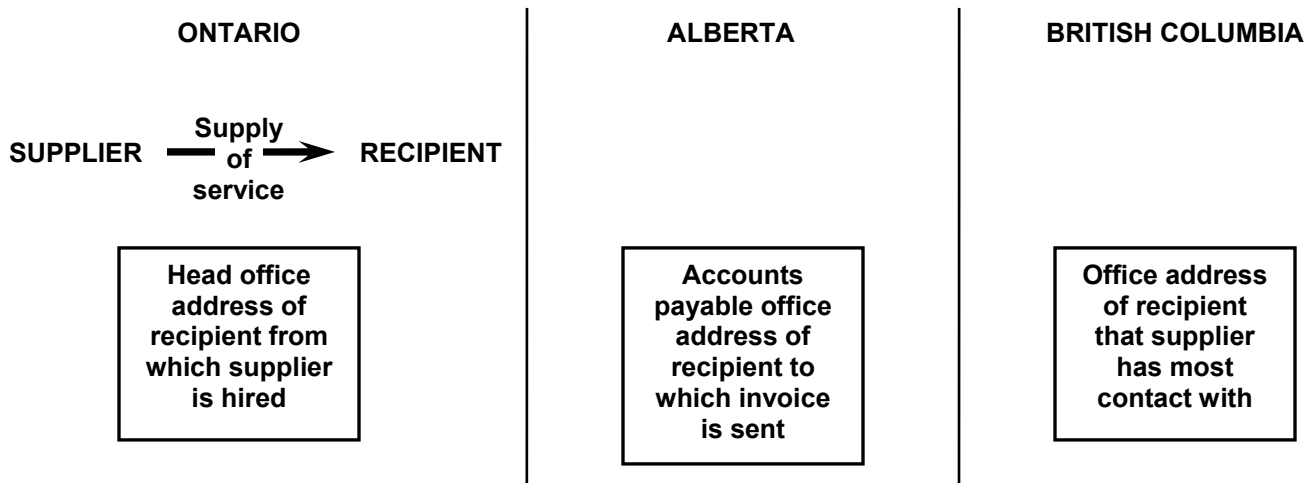 ONTARIO
ALBERTA
BRITISH COLUMBIA
SUPPLIER
Supply
of
service
RECIPIENT
Head office
address of
recipient from
which supplier
is hired
Accounts
payable office
address of
recipient to
which invoice
is sent
Office address
of recipient
that supplier
has most
contact with